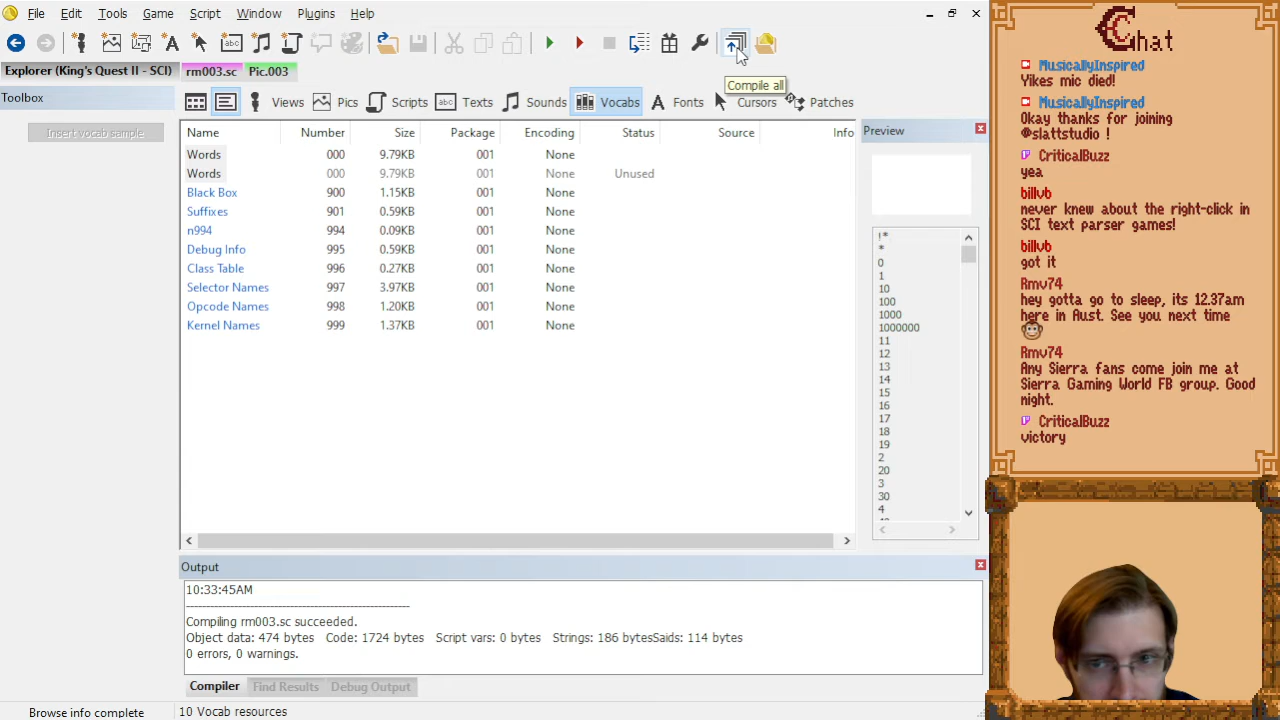 File Edit Tools Game Script Window Plugins Help
Explorer (King's Quest II - SCI) rm003.sc Pic.003
Compile all
Toolbox
Insert vocab sample
Views Pics Scripts Texts Sounds Vocabs Fonts Cursors Patches
Name Number Size Package Encoding Status Source Info
Words 000 9.79KB 001 None
Words 000 9.79KB 001 None Unused
Black Box 900 1.15KB 001 None
Suffixes 901 0.59KB 001 None
n994 994 0.09KB 001 None
Debug Info 995 0.59KB 001 None
Class Table 996 0.27KB 001 None
Selector Names 997 3.97KB 001 None
Opcode Names 998 1.20KB 001 None
Kernel Names 999 1.37KB 001 None
Preview
!*
*
0
1
10
100
1000
1000000
11
12
13
14
15
16
17
18
19
2
20
3
30
4
Output
10:33:45AM
------------------------------------------------------------
Compiling rm003.sc succeeded.
Object data: 474 bytes Code: 1724 bytes Script vars: 0 bytes Strings: 186 bytesSaids: 114 bytes
0 errors, 0 warnings.
Compiler Find Results Debug Output
Browse info complete 10 Vocab resources
Chat
MusicallyInspired
Yikes mic died!
MusicallyInspired
Okay thanks for joining
@slattstudio !
CriticalBuzz
yea
billvb
never knew about the right-click in
SCI text parser games!
billvb
got it
Rmv74
hey gotta go to sleep, its 12.37am
here in Aust. See you next time
Rmv74
Any Sierra fans come join me at
Sierra Gaming World FB group. Good
night.
CriticalBuzz
victory